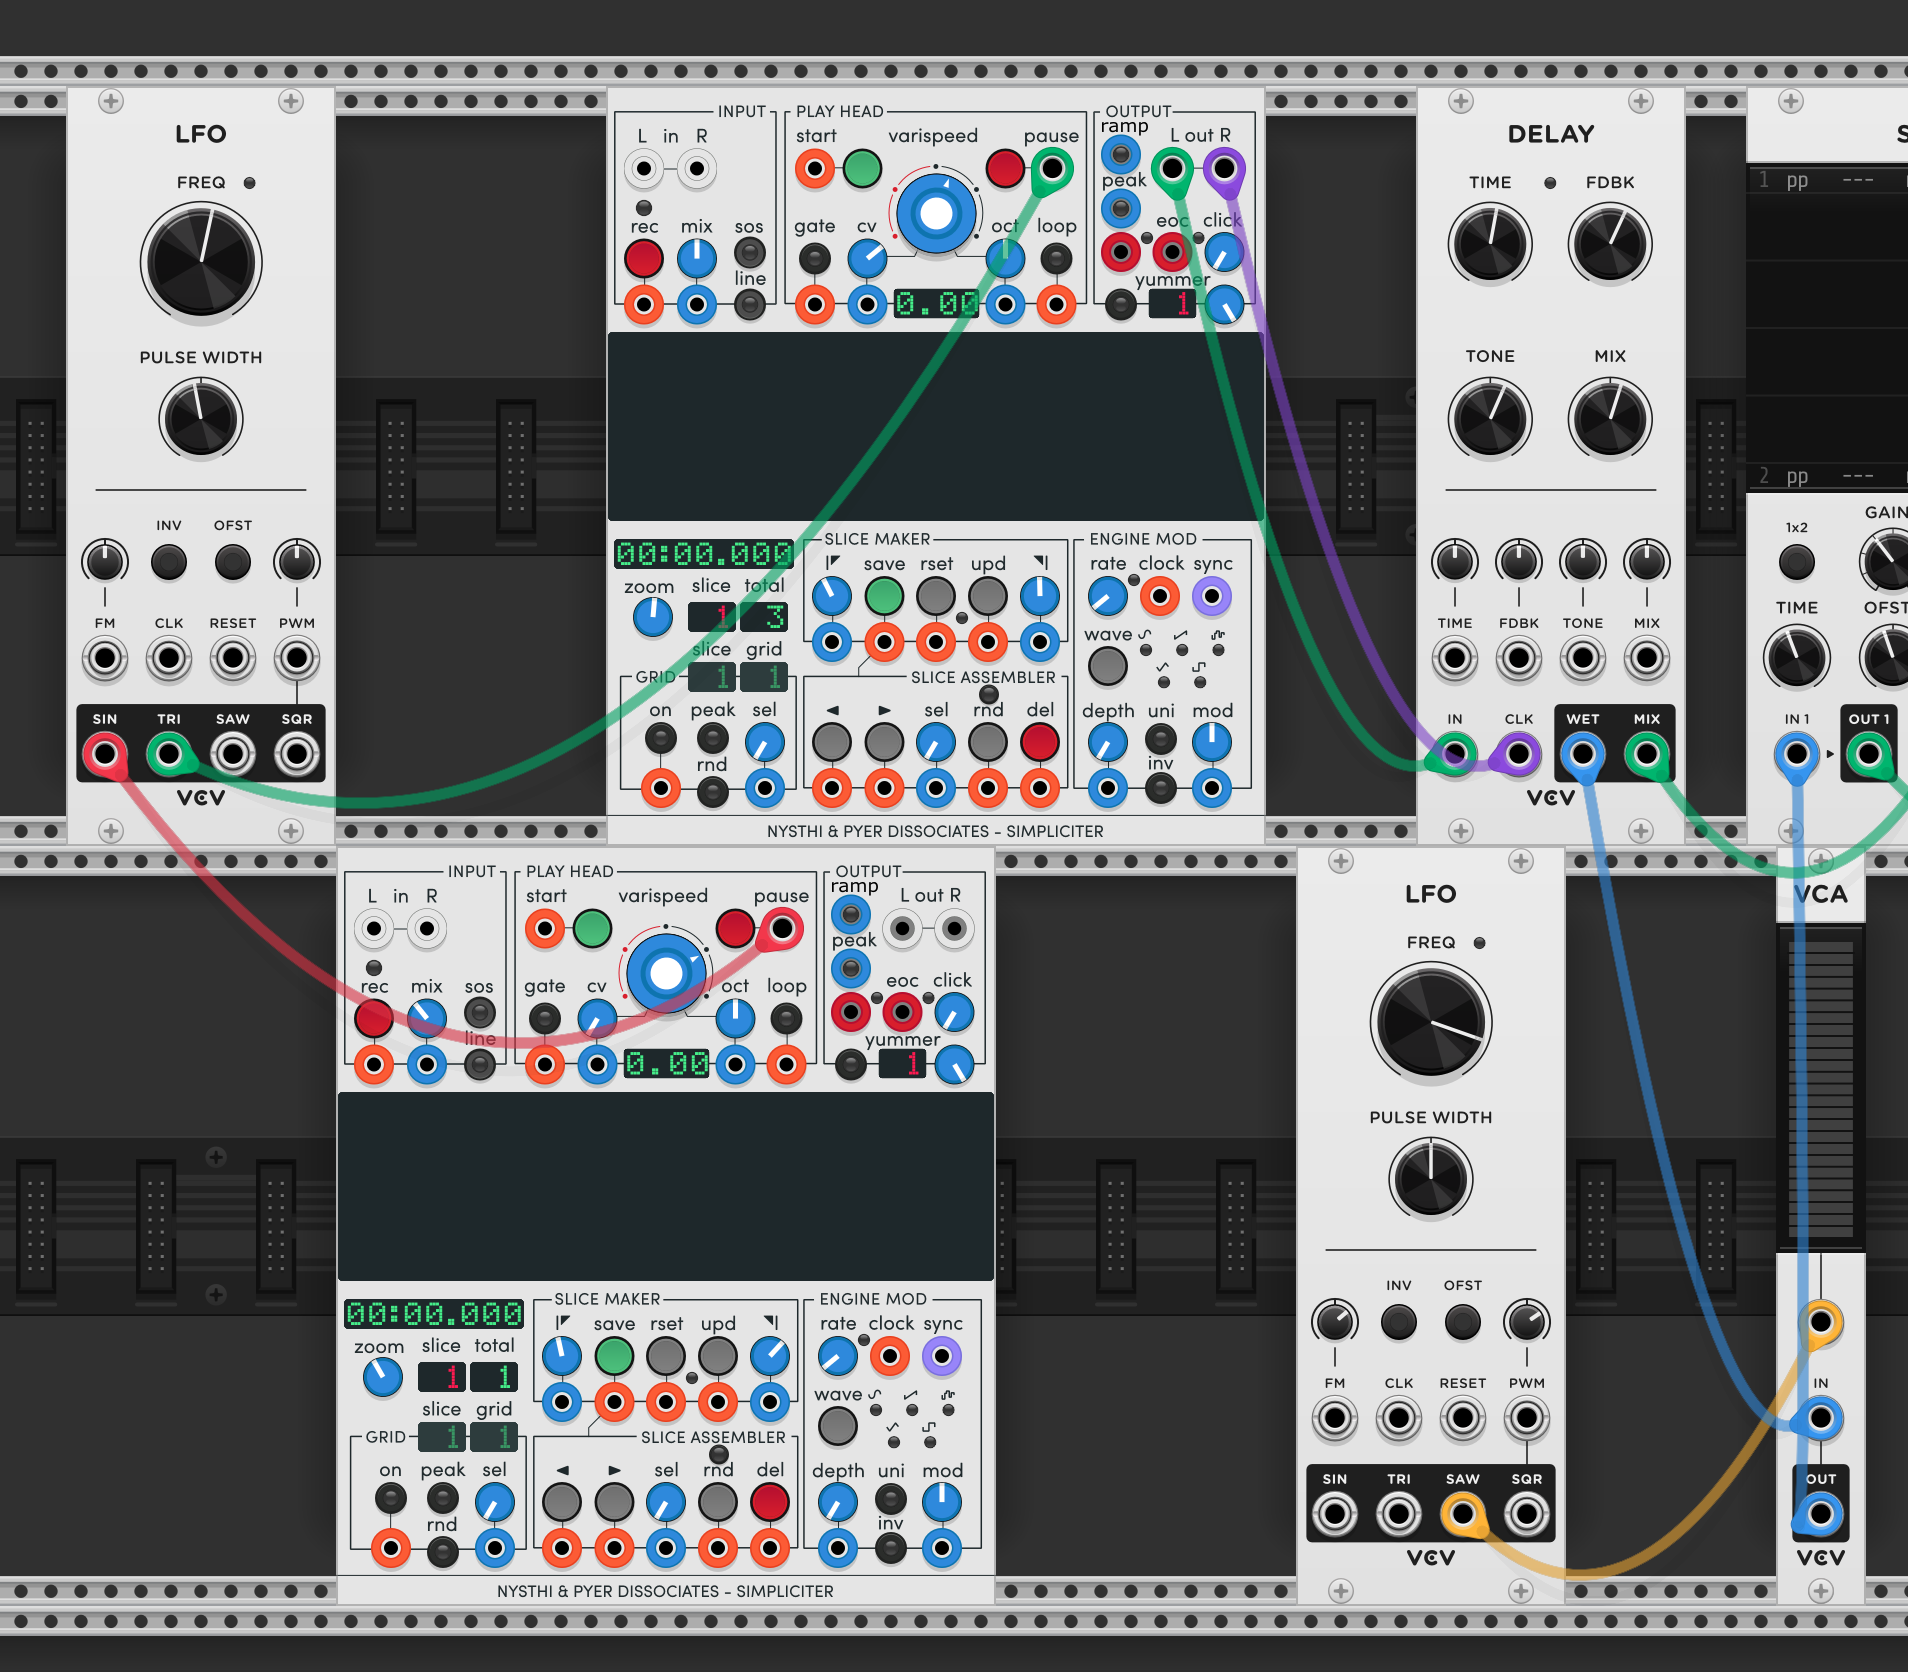 LFO
FREQ
PULSE WIDTH
INV OFST
FM CLK RESET PWM
SIN TRI SAW SQR
VCV
INPUT
L in R
rec mix sos
line
PLAY HEAD
start varispeed pause
gate cv oct loop
0.00
OUTPUT
ramp
L out R
peak
eoc click
yummer
1
00:00.000
zoom slice total
1 3
slice grid
1 1
GRID
on peak sel
rnd
SLICE MAKER
save rset upd
SLICE ASSEMBLER
sel rnd del
ENGINE MOD
rate clock sync
wave
depth uni mod
inv
NYSTHI & PYER DISSOCIATES - SIMPLICITER
DELAY
TIME FDBK
TONE MIX
TIME FDBK TONE MIX
IN CLK WET MIX
VCV
S
1 pp ---
2 pp ---
1x2 GAIN
TIME OFST
IN 1 OUT 1
INPUT
L in R
rec mix sos
line
PLAY HEAD
start varispeed pause
gate cv oct loop
0.00
OUTPUT
ramp
L out R
peak
eoc click
yummer
1
00:00.000
zoom slice total
1 1
slice grid
1 1
GRID
on peak sel
rnd
SLICE MAKER
save rset upd
SLICE ASSEMBLER
sel rnd del
ENGINE MOD
rate clock sync
wave
depth uni mod
inv
NYSTHI & PYER DISSOCIATES - SIMPLICITER
LFO
FREQ
PULSE WIDTH
INV OFST
FM CLK RESET PWM
SIN TRI SAW SQR
VCV
VCA
IN
OUT
VCV